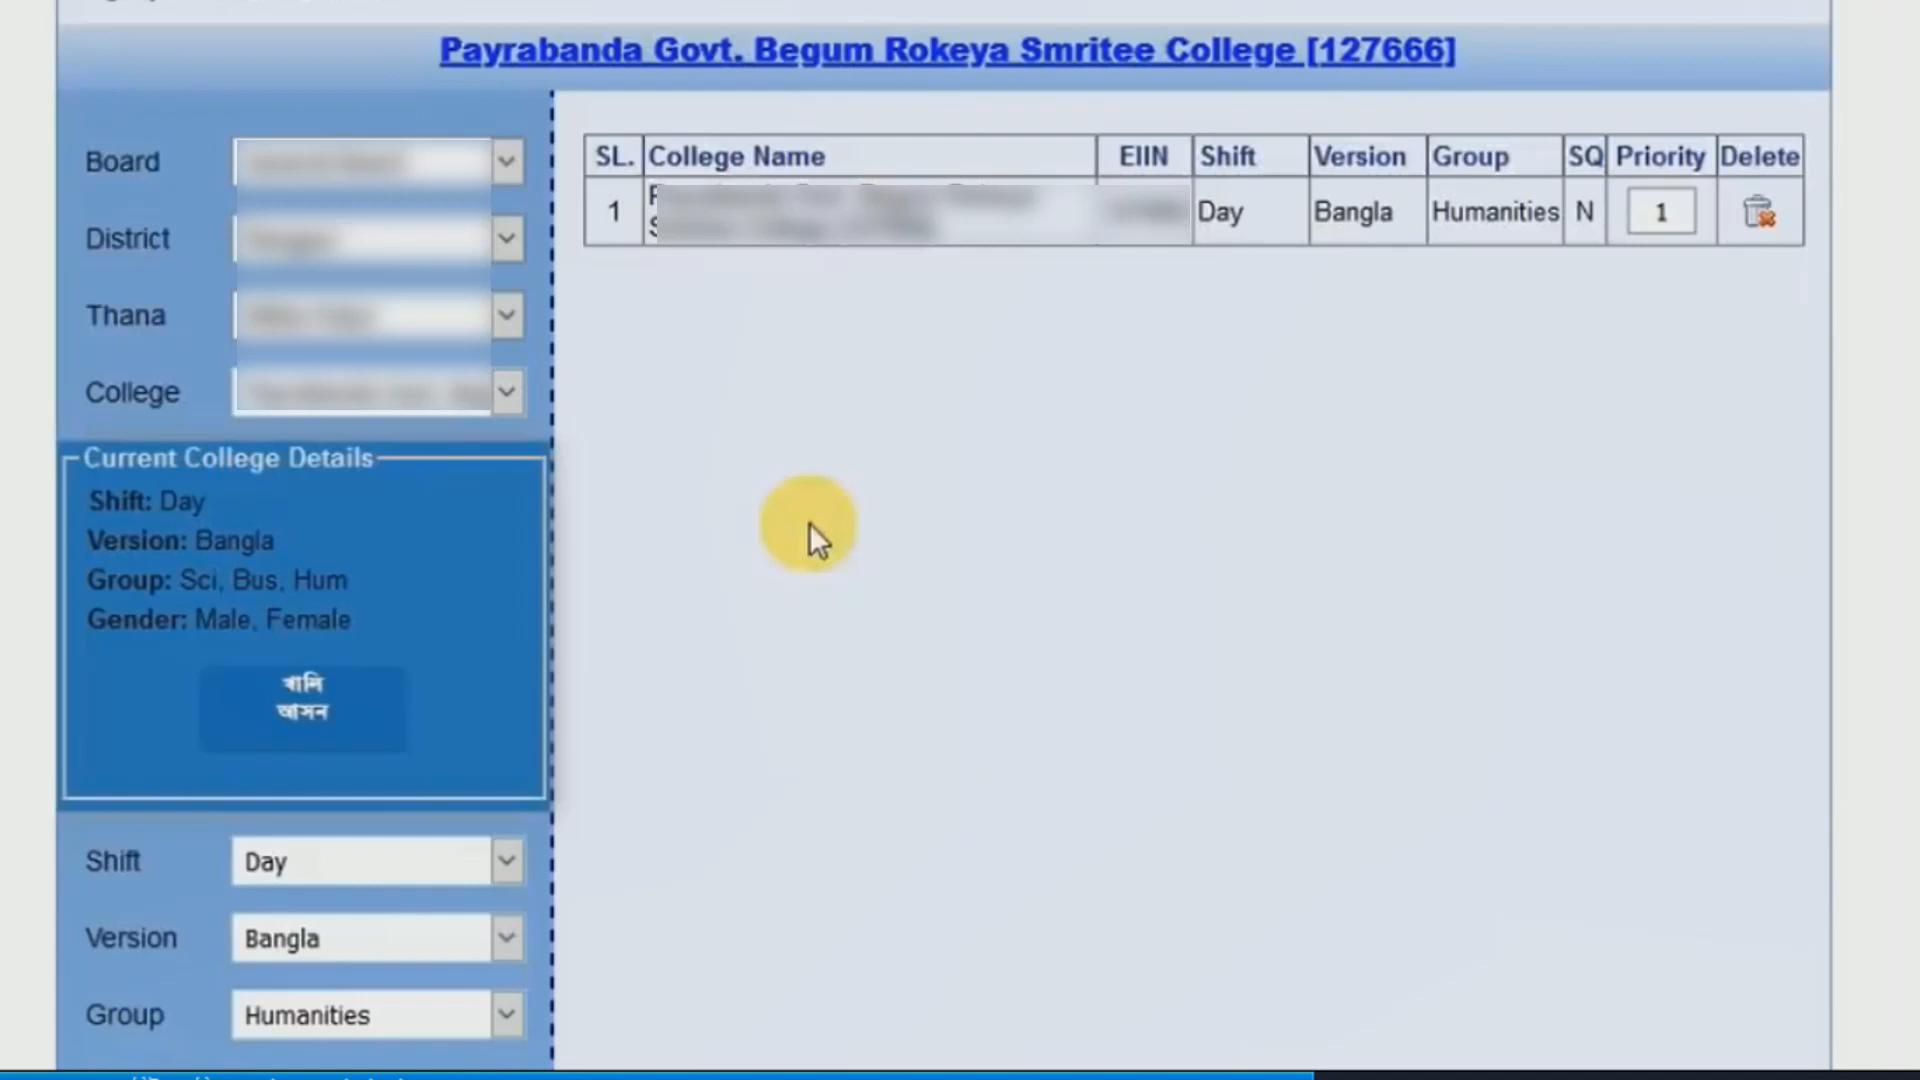 Payrabanda Govt. Begum Rokeya Smritee College [127666]
Board
District
Thana
College
Current College Details
Shift: Day
Version: Bangla
Group: Sci, Bus, Hum
Gender: Male, Female
খালি
আসন
Shift Day
Version Bangla
Group Humanities
SL. College Name EIIN Shift Version Group SQ Priority Delete
1 Day Bangla Humanities N 1